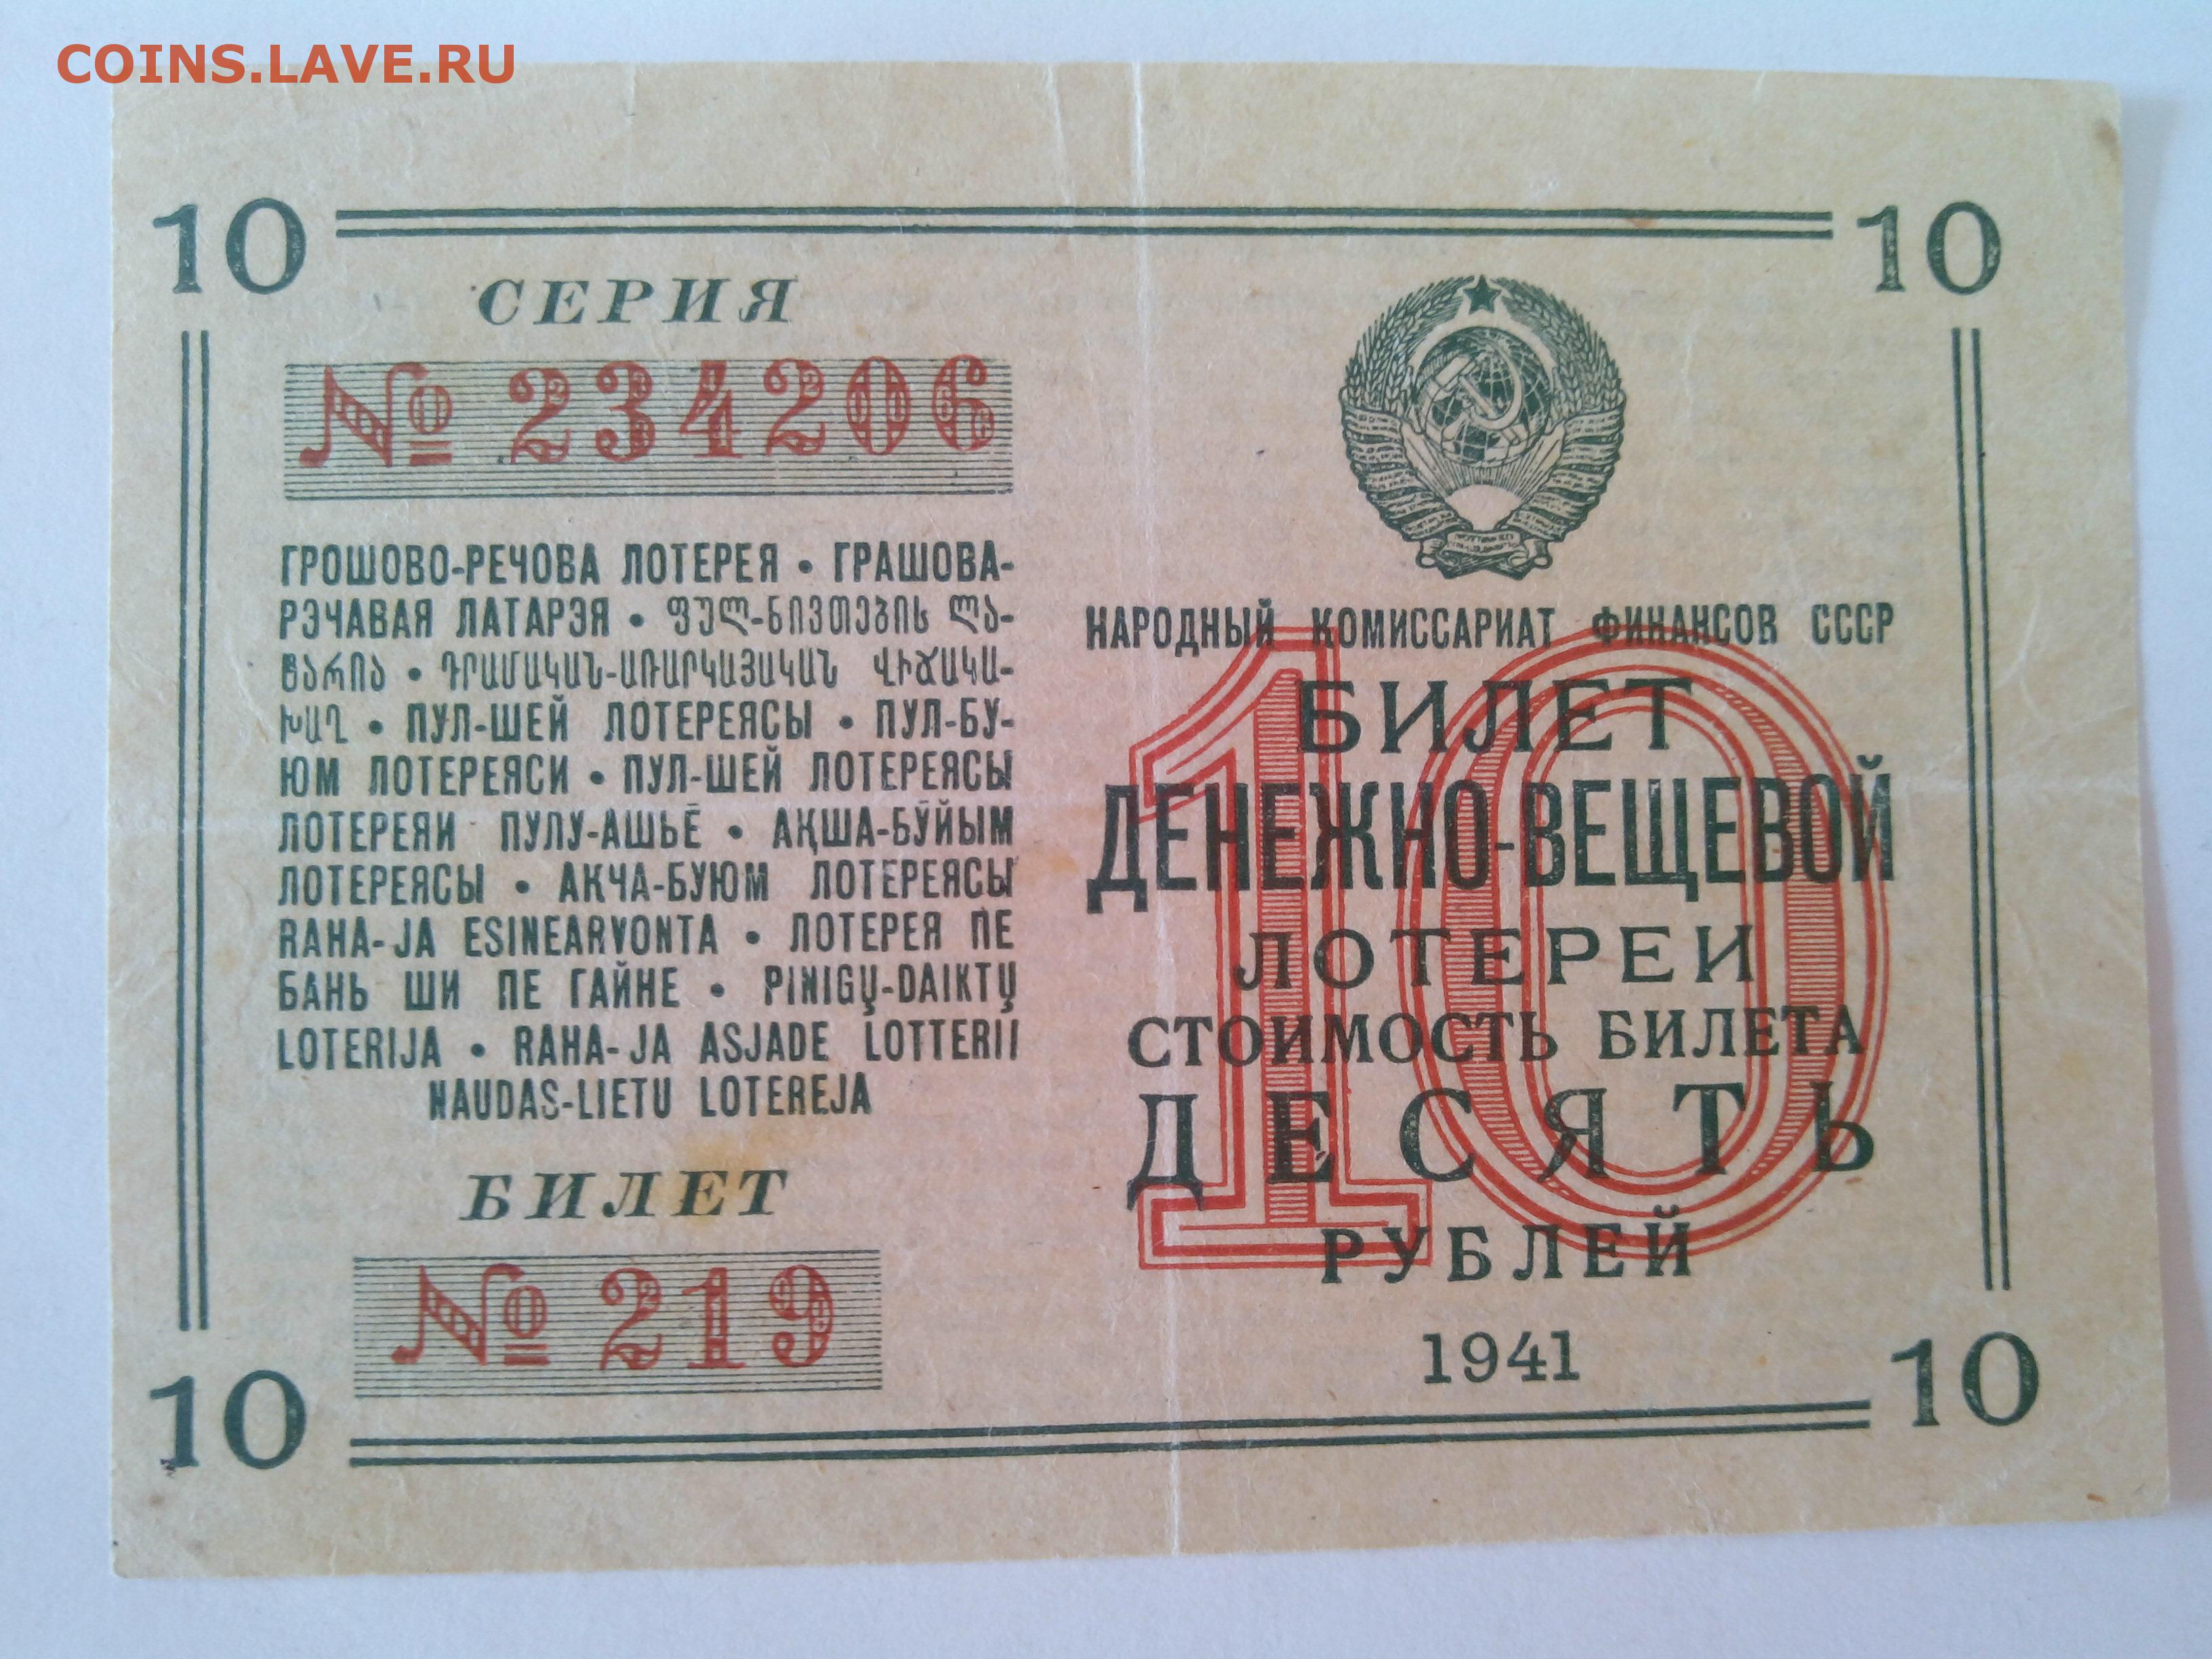 COINS.LAVE.RU
10
10
СЕРИЯ
№ 234206
ГРОШОВО-РЕЧОВА ЛОТЕРЕЯ • ГРАШОВА-
РЭЧАВАЯ ЛАТАРЭЯ • ფულ-ნივთების ლა-
ტარია • ԴՐԱՄԱԿԱՆ-ԱՌԱՐԿԱՅԱԿԱՆ ՎԻՃԱԿԱ-
ԽԱՂ • ПУЛ-ШЕЙ ЛОТЕРЕЯСЫ • ПУЛ-БУ-
ЮМ ЛОТЕРЕЯСИ • ПУЛ-ШЕЙ ЛОТЕРЕЯСЫ
ЛОТЕРЕЯИ ПУЛУ-АШЬЁ • АҚША-БҰЙЫМ
ЛОТЕРЕЯСЫ • АКЧА-БУЮМ ЛОТЕРЕЯСЫ
RAHA-JA ESINEARVONTA • ЛОТЕРЕЯ ПЕ
БАНЬ ШИ ПЕ ГАЙНЕ • PINIGŲ-DAIKTŲ
LOTERIJA • RAHA-JA ASJADE LOTTERII
NAUDAS-LIETU LOTEREJA
БИЛЕТ
№ 219
НАРОДНЫЙ КОМИССАРИАТ ФИНАНСОВ СССР
10
БИЛЕТ
ДЕНЕЖНО-ВЕЩЕВОЙ
ЛОТЕРЕИ
СТОИМОСТЬ БИЛЕТА
ДЕСЯТЬ
РУБЛЕЙ
1941
10
10